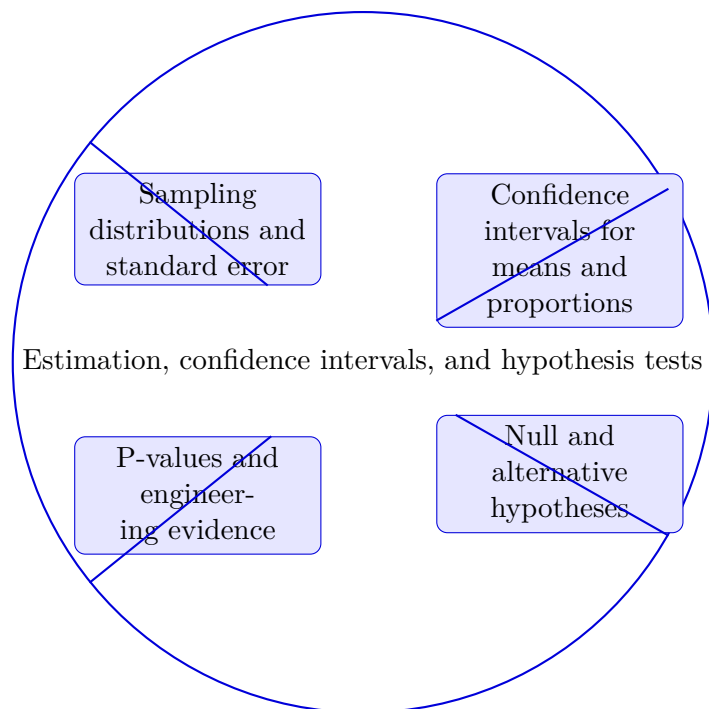 Sampling
distributions and
standard error
Confidence
intervals for
means and
proportions
Estimation, confidence intervals, and hypothesis tests
P-values and
engineer-
ing evidence
Null and
alternative
hypotheses